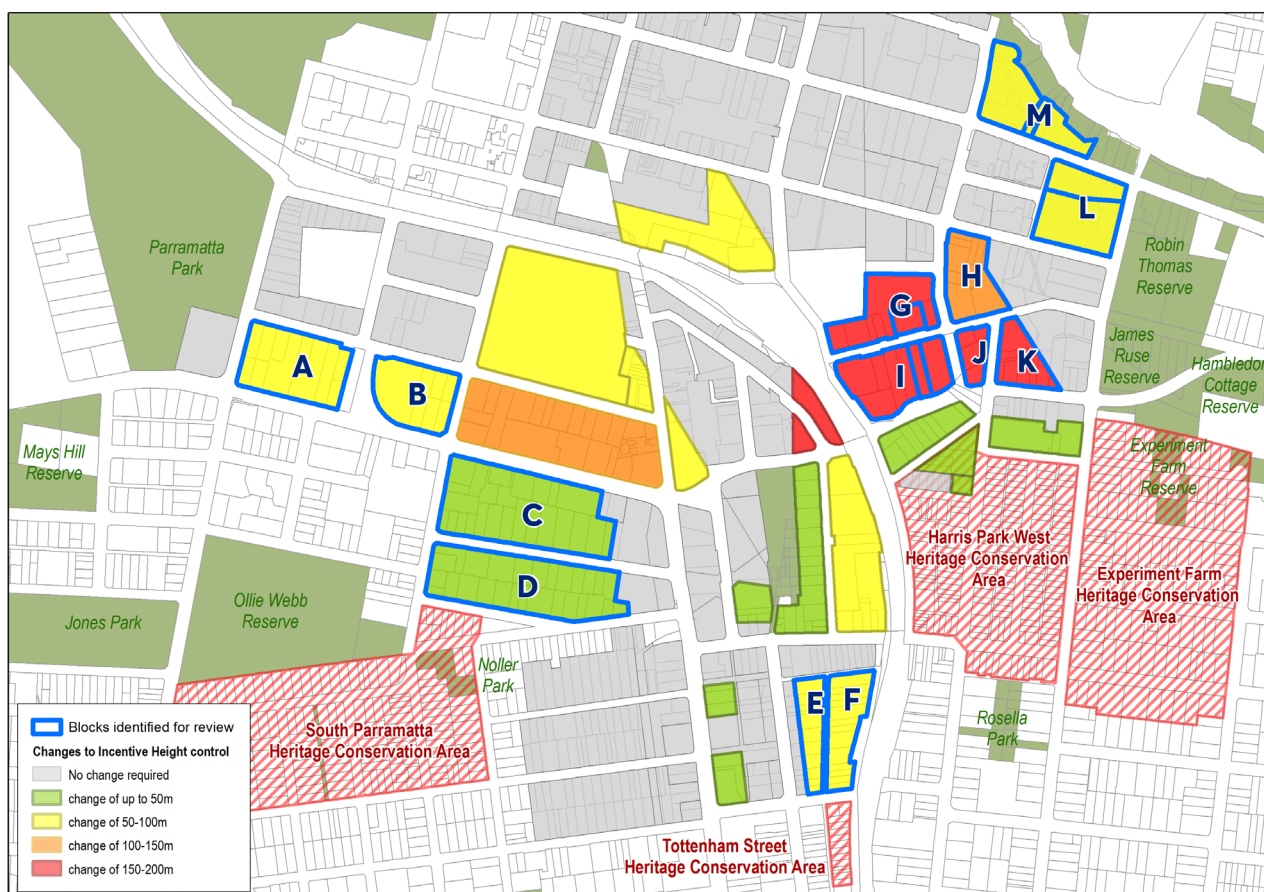 M
L
Parramatta
Park
Robin
Thomas
Reserve
H
G
A
B
I
J
K
James
Ruse
Reserve
Hambledon
Cottage
Reserve
Mays Hill
Reserve
Experiment
Farm
Reserve
C
Harris Park West
Heritage Conservation
Area
Experiment Farm
Heritage Conservation
Area
D
Ollie Webb
Reserve
Jones Park
Noller
Park
E
F
Rosella
Park
South Parramatta
Heritage Conservation Area
Tottenham Street
Heritage Conservation Area
Blocks identified for review
Changes to Incentive Height control
No change required
change of up to 50m
change of 50-100m
change of 100-150m
change of 150-200m